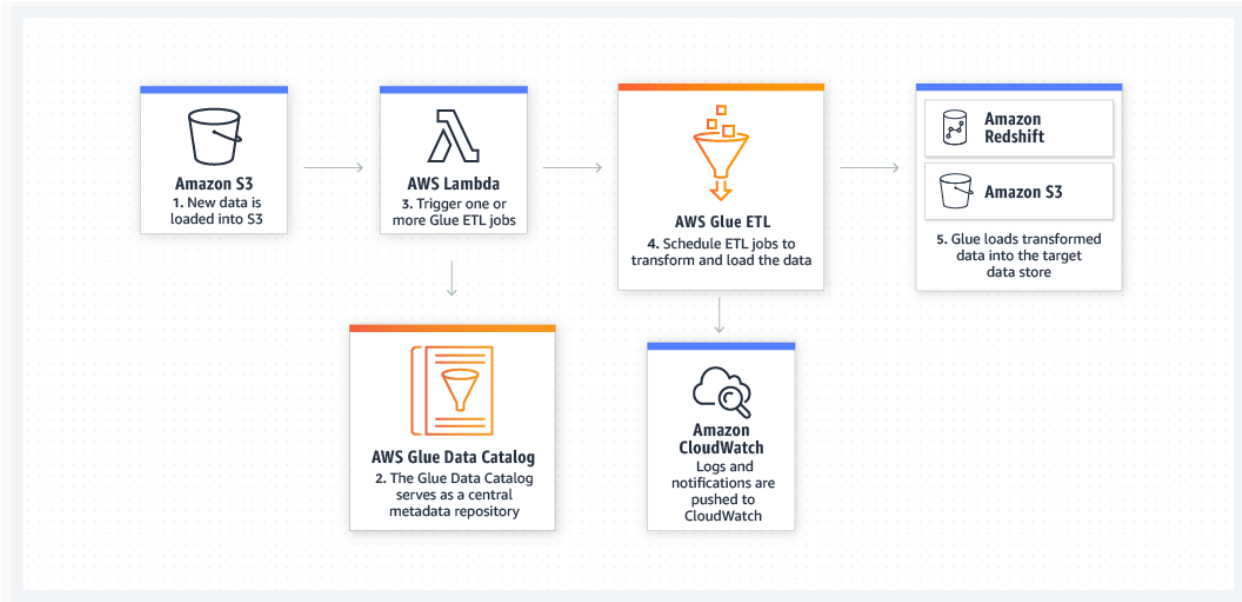 Amazon S3
1. New data is
loaded into S3
AWS Lambda
3. Trigger one or
more Glue ETL jobs
AWS Glue ETL
4. Schedule ETL jobs to
transform and load the data
Amazon
Redshift
Amazon S3
5. Glue loads transformed
data into the target
data store
AWS Glue Data Catalog
2. The Glue Data Catalog
serves as a central
metadata repository
Amazon
CloudWatch
Logs and
notifications are
pushed to
CloudWatch